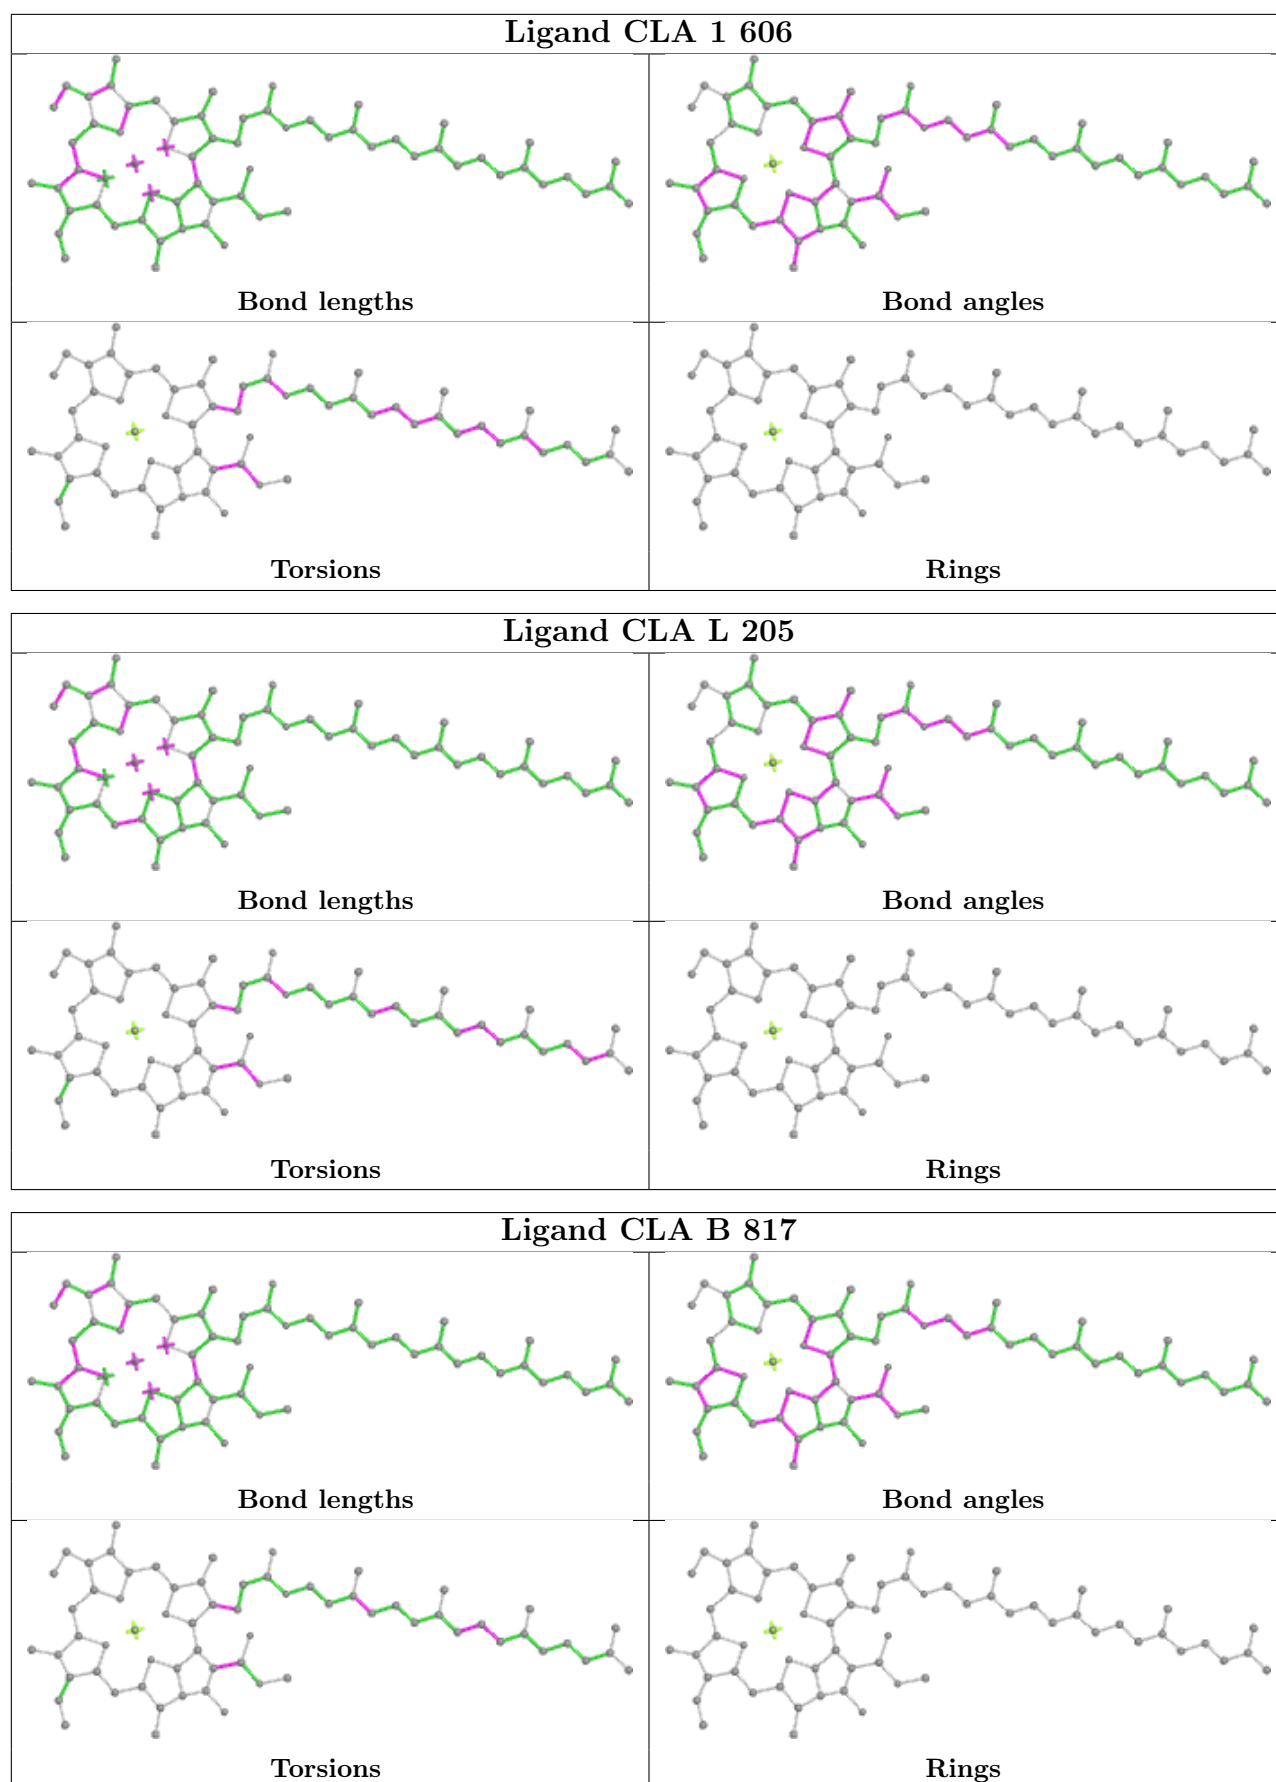 Ligand CLA 1 606
Bond lengths
Bond angles
Torsions
Rings
Ligand CLA L 205
Bond lengths
Bond angles
Torsions
Rings
Ligand CLA B 817
Bond lengths
Bond angles
Torsions
Rings